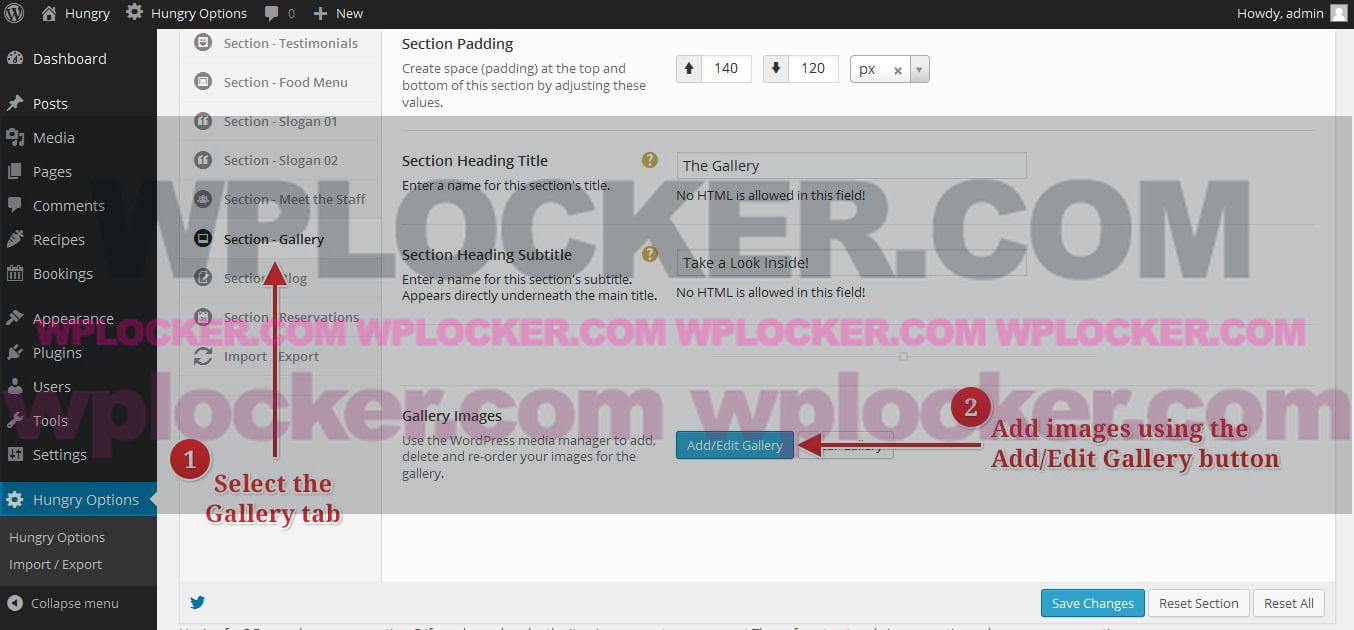 Hungry
Hungry Options
0
New
Howdy, admin
Dashboard
Posts
Media
Pages
Comments
Recipes
Bookings
Appearance
Plugins
Users
Tools
Settings
Hungry Options
Hungry Options
Import / Export
Collapse menu
Section - Testimonials
Section - Food Menu
Section - Slogan 01
Section - Slogan 02
Section - Meet the Staff
Section - Gallery
Section - Blog
Section - Reservations
Import / Export
1
Select the
Gallery tab
Section Padding
Create space (padding) at the top and
bottom of this section by adjusting these
values.
140
120
px
Section Heading Title
Enter a name for this section's title.
?
The Gallery
No HTML is allowed in this field!
WPLOCKER.COM
Section Heading Subtitle
Enter a name for this section's subtitle.
Appears directly underneath the main title.
?
Take a Look Inside!
No HTML is allowed in this field!
WPLOCKER.COM WPLOCKER.COM WPLOCKER.COM WPLOCKER.COM
wplocker.com wplocker.com
Gallery Images
Use the WordPress media manager to add,
delete and re-order your images for the
gallery.
Add/Edit Gallery
Gallery
2
Add images using the
Add/Edit Gallery button
Save Changes
Reset Section
Reset All